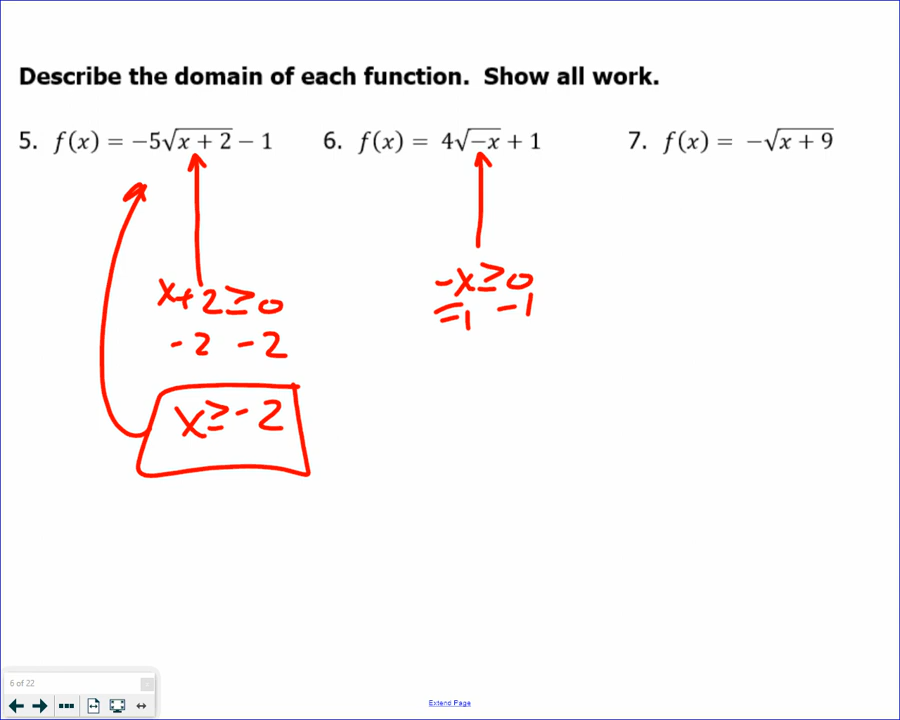 Describe the domain of each function. Show all work.
5. f(x) = −5√x + 2 − 1
6. f(x) = 4√−x + 1
7. f(x) = −√x + 9
x+2≥0
-2 -2
x≥-2
-x≥0
-1 -1
6 of 22
Extend Page